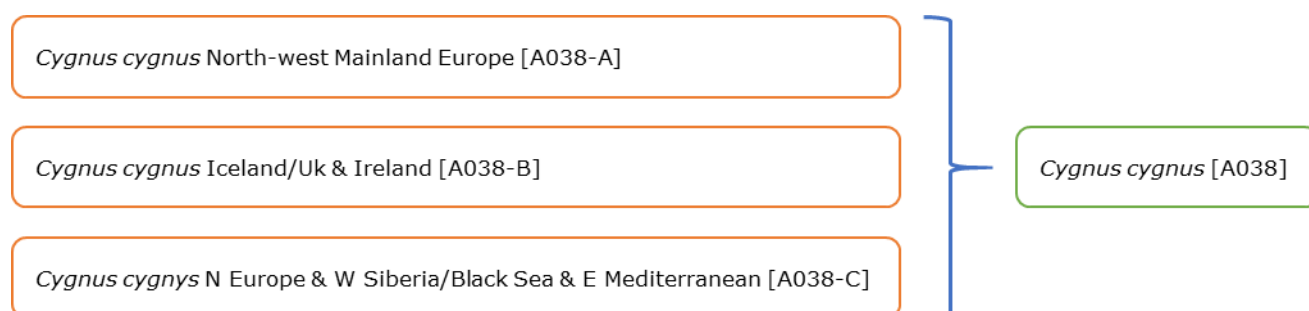 Cygnus cygnus North-west Mainland Europe [A038-A]
Cygnus cygnus Iceland/Uk & Ireland [A038-B]
Cygnus cygnus [A038]
Cygnus cygnys N Europe & W Siberia/Black Sea & E Mediterranean [A038-C]